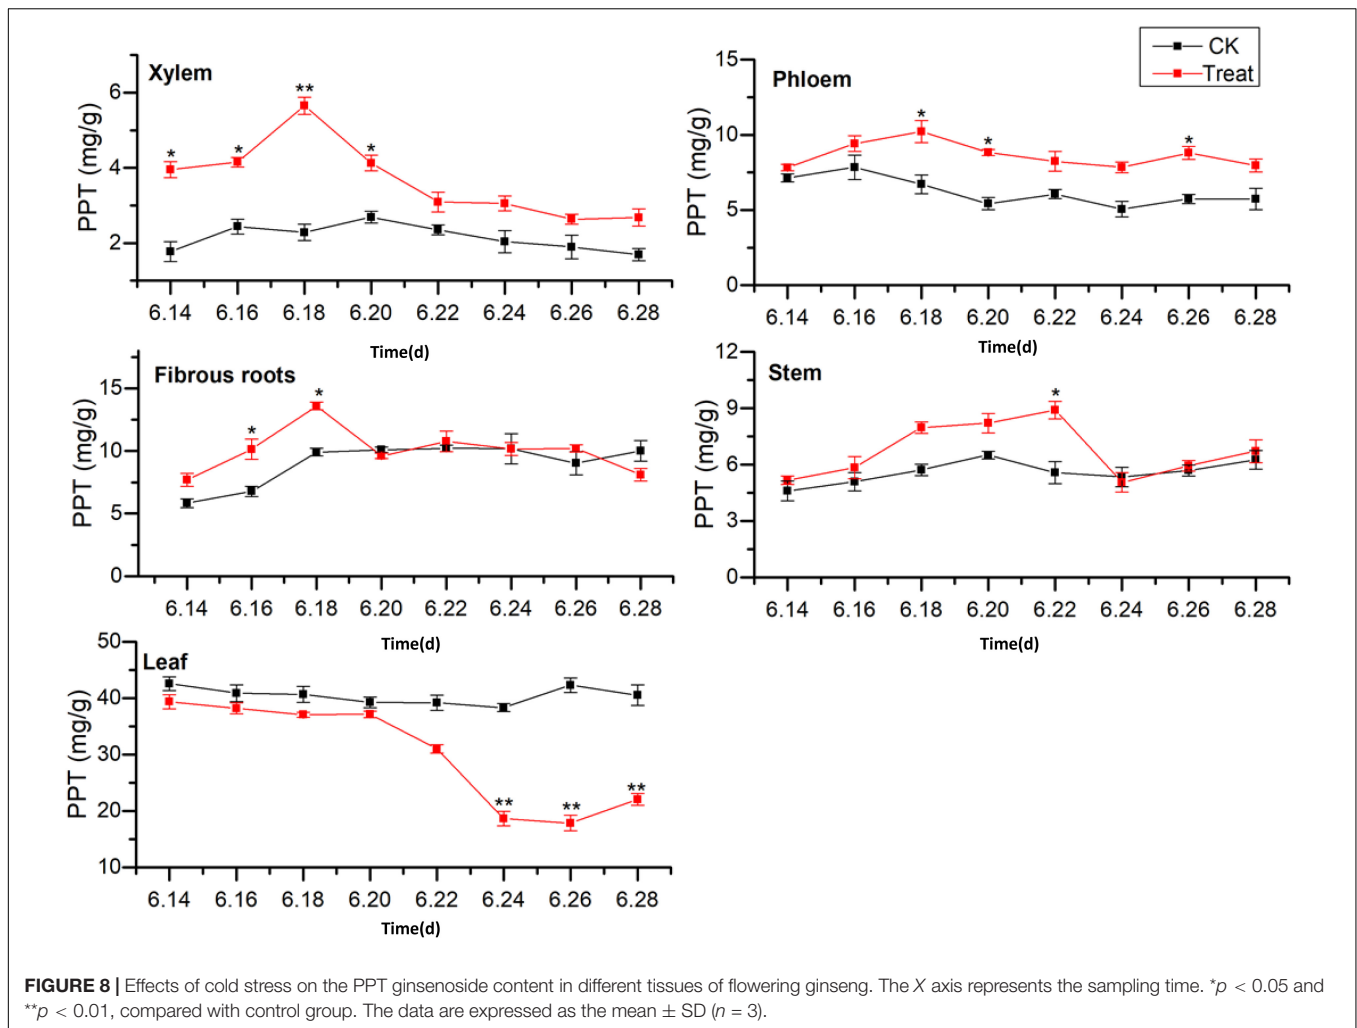 Xylem
PPT (mg/g)
6
4
2
** 
* * *
6.14 6.16 6.18 6.20 6.22 6.24 6.26 6.28
Time(d)
Phloem
CK
Treat
PPT (mg/g)
15
10
5
0
* * *
6.14 6.16 6.18 6.20 6.22 6.24 6.26 6.28
Time(d)
Fibrous roots
PPT (mg/g)
15
10
5
0
* *
6.14 6.16 6.18 6.20 6.22 6.24 6.26 6.28
Time(d)
Stem
PPT (mg/g)
12
9
6
3
0
*
6.14 6.16 6.18 6.20 6.22 6.24 6.26 6.28
Time(d)
Leaf
PPT (mg/g)
50
40
30
20
10
** ** **
6.14 6.16 6.18 6.20 6.22 6.24 6.26 6.28
Time(d)
FIGURE 8 | Effects of cold stress on the PPT ginsenoside content in different tissues of flowering ginseng. The X axis represents the sampling time. *p < 0.05 and
**p < 0.01, compared with control group. The data are expressed as the mean ± SD (n = 3).